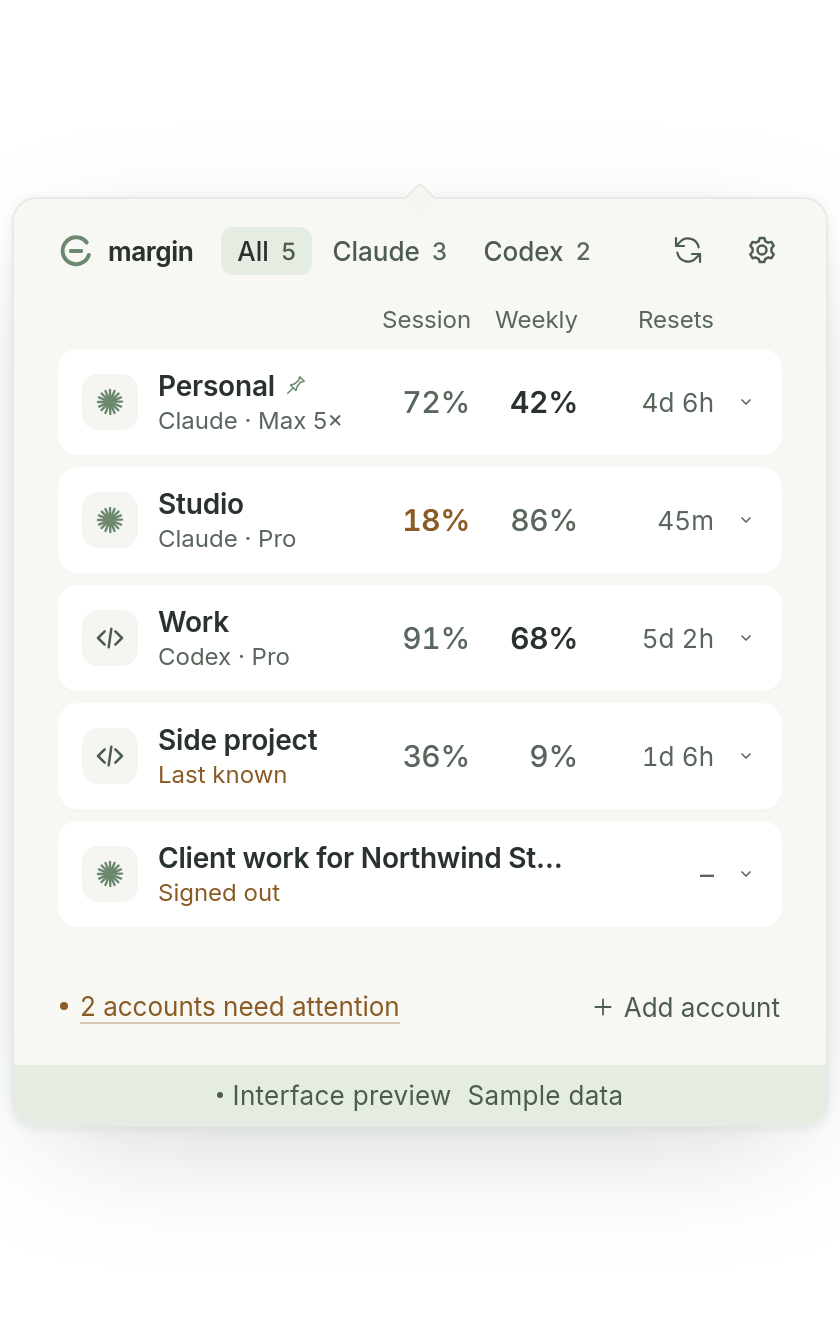 margin All 5 Claude 3 Codex 2
Session Weekly Resets
Personal 72% 42% 4d 6h
Claude · Max 5×
Studio 18% 86% 45m
Claude · Pro
Work 91% 68% 5d 2h
Codex · Pro
Side project 36% 9% 1d 6h
Last known
Client work for Northwind St... –
Signed out
• 2 accounts need attention + Add account
• Interface preview Sample data